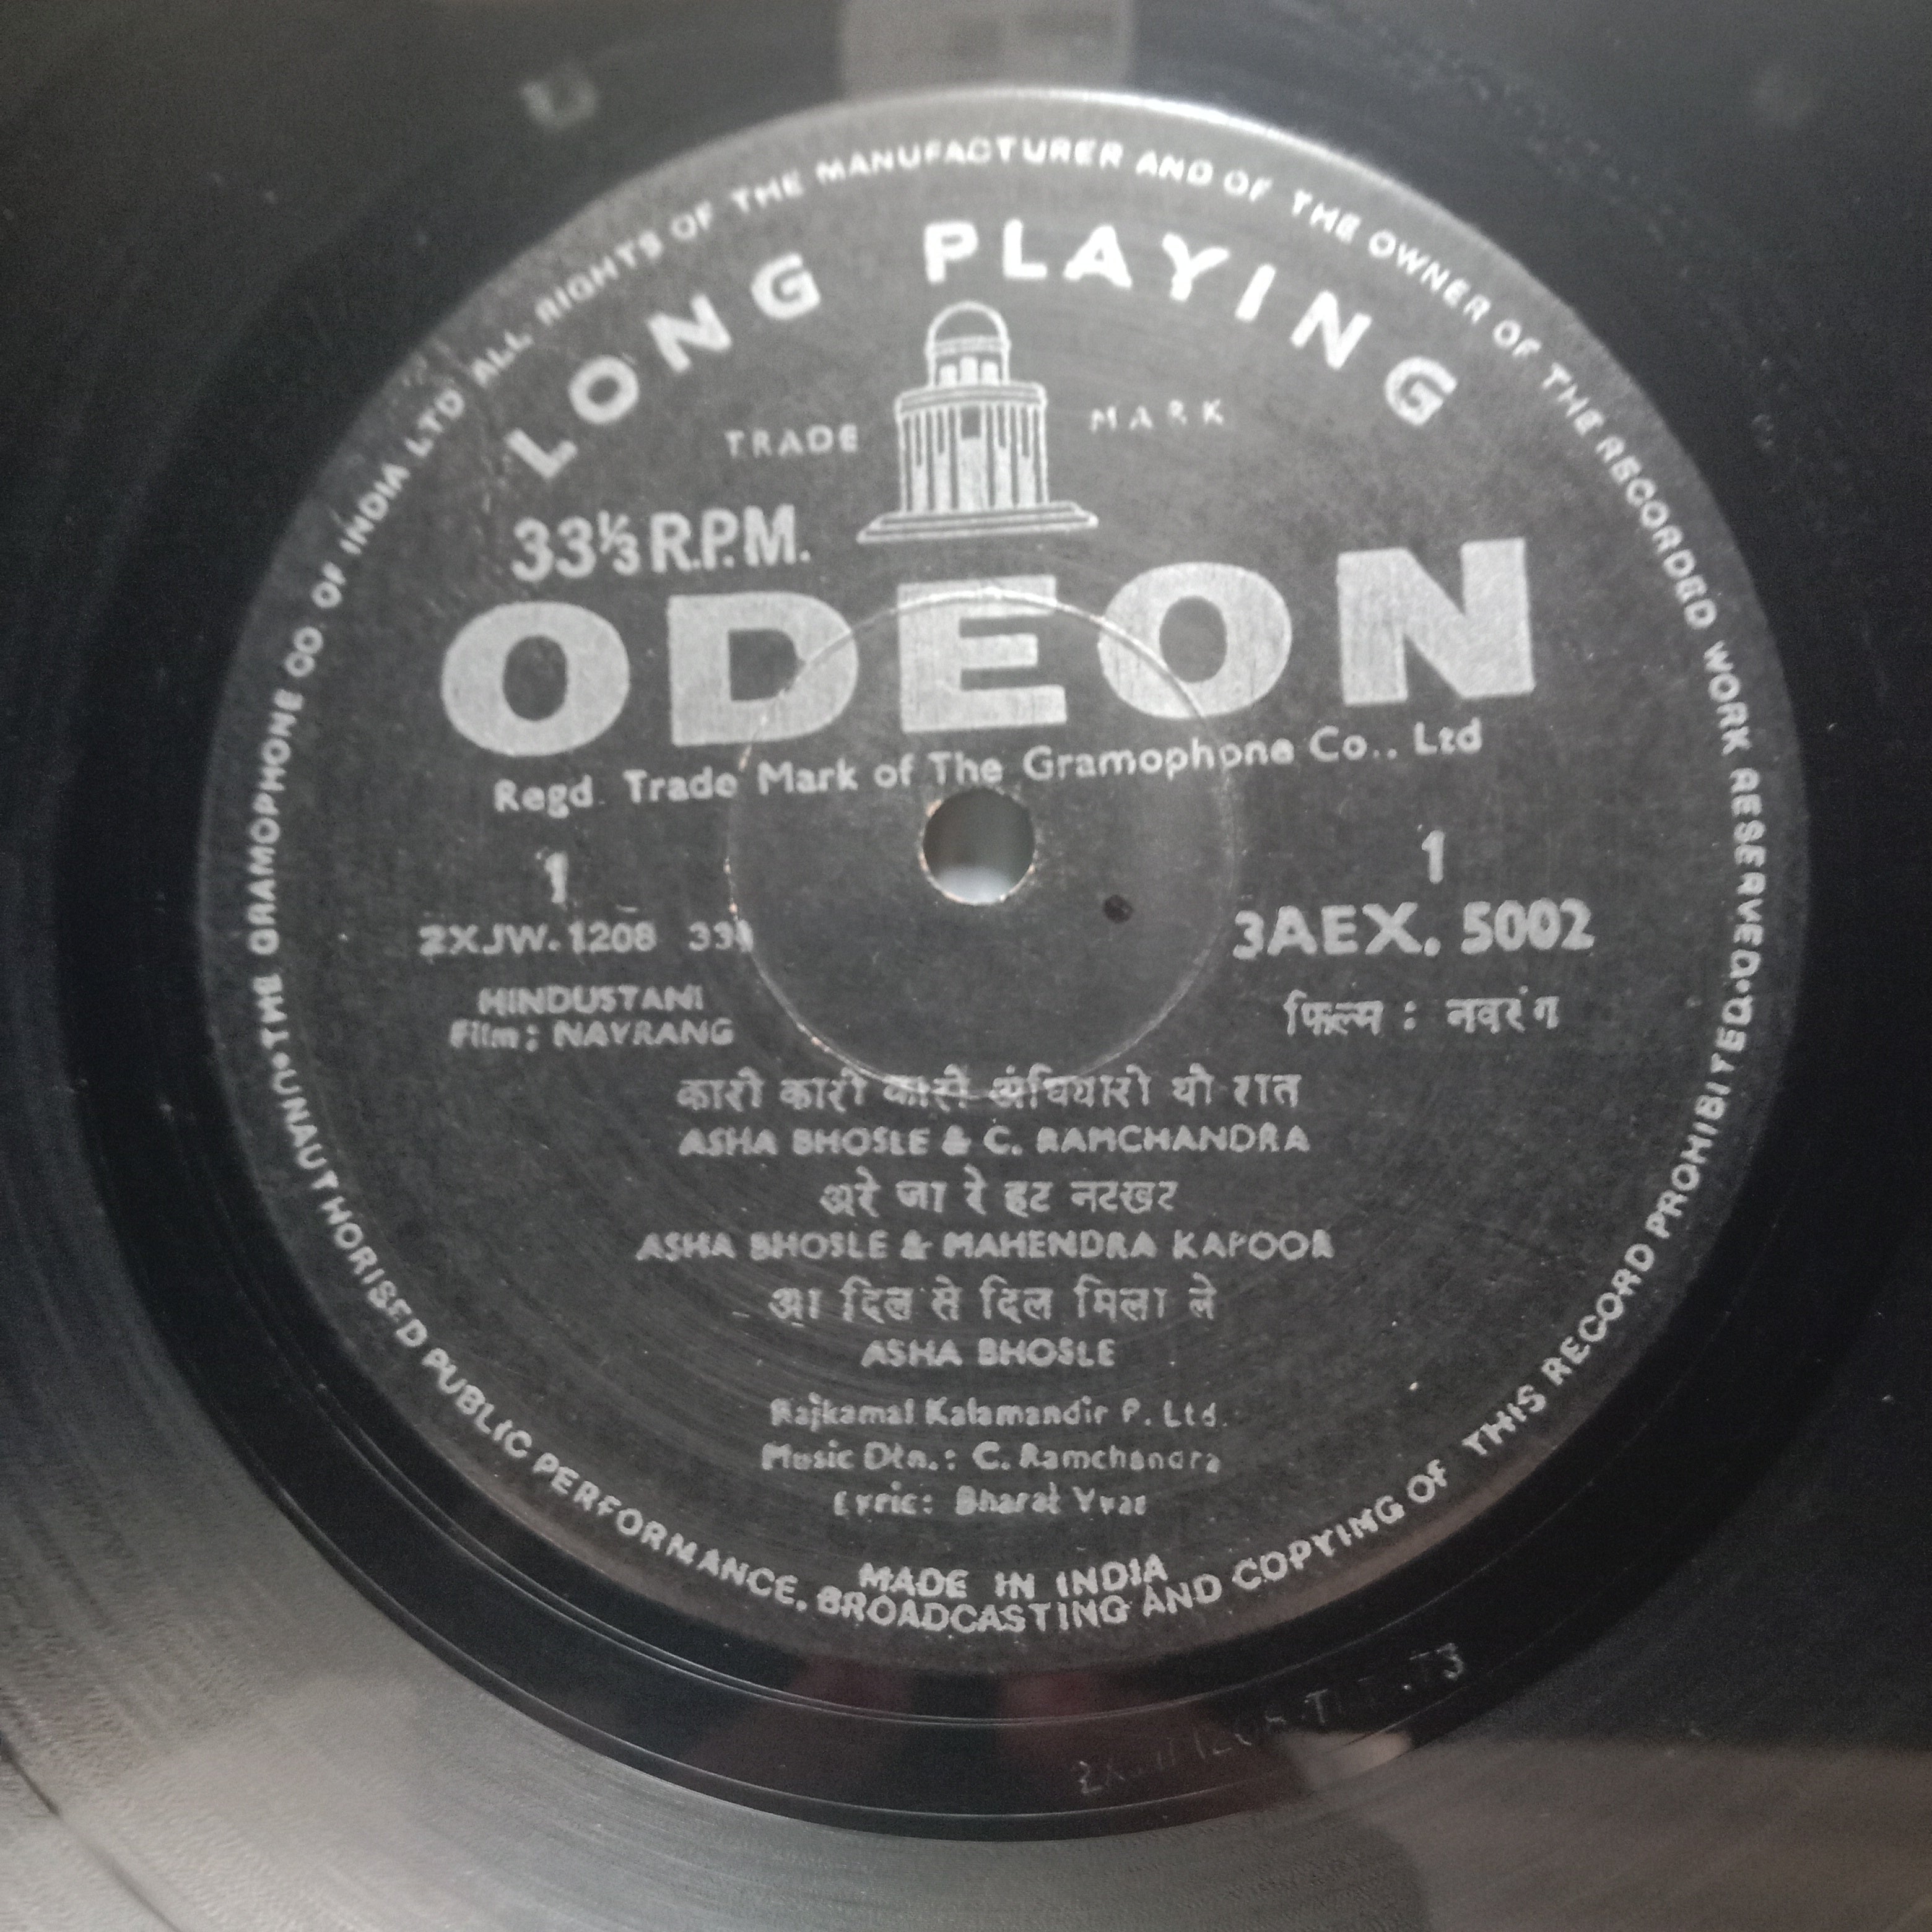 THE GRAMOPHONE CO. OF INDIA LTD ALL RIGHTS OF THE MANUFACTURER AND OF THE OWNER OF THE RECORDED WORK RESERVED.
UNAUTHORISED PUBLIC PERFORMANCE, BROADCASTING AND COPYING OF THIS RECORD PROHIBITED.
LONG PLAYING
TRADE MARK
33⅓ R.P.M.
ODEON
Regd. Trade Mark of The Gramophone Co., Ltd
1
1
2XJW. 1208
3AEX. 5002
HINDUSTANI
Film; NAVRANG
फिल्म : नवरंग
कारी कारी कारी अंधियारी थी रात
ASHA BHOSLE & C. RAMCHANDRA
अरे जा रे हट नटखट
ASHA BHOSLE & MAHENDRA KAPOOR
आ दिल से दिल मिला ले
ASHA BHOSLE
Rajkamal Kalamandir P. Ltd.
Music Dtn.: C. Ramchandra
Lyric: Bharat Vyas
MADE IN INDIA